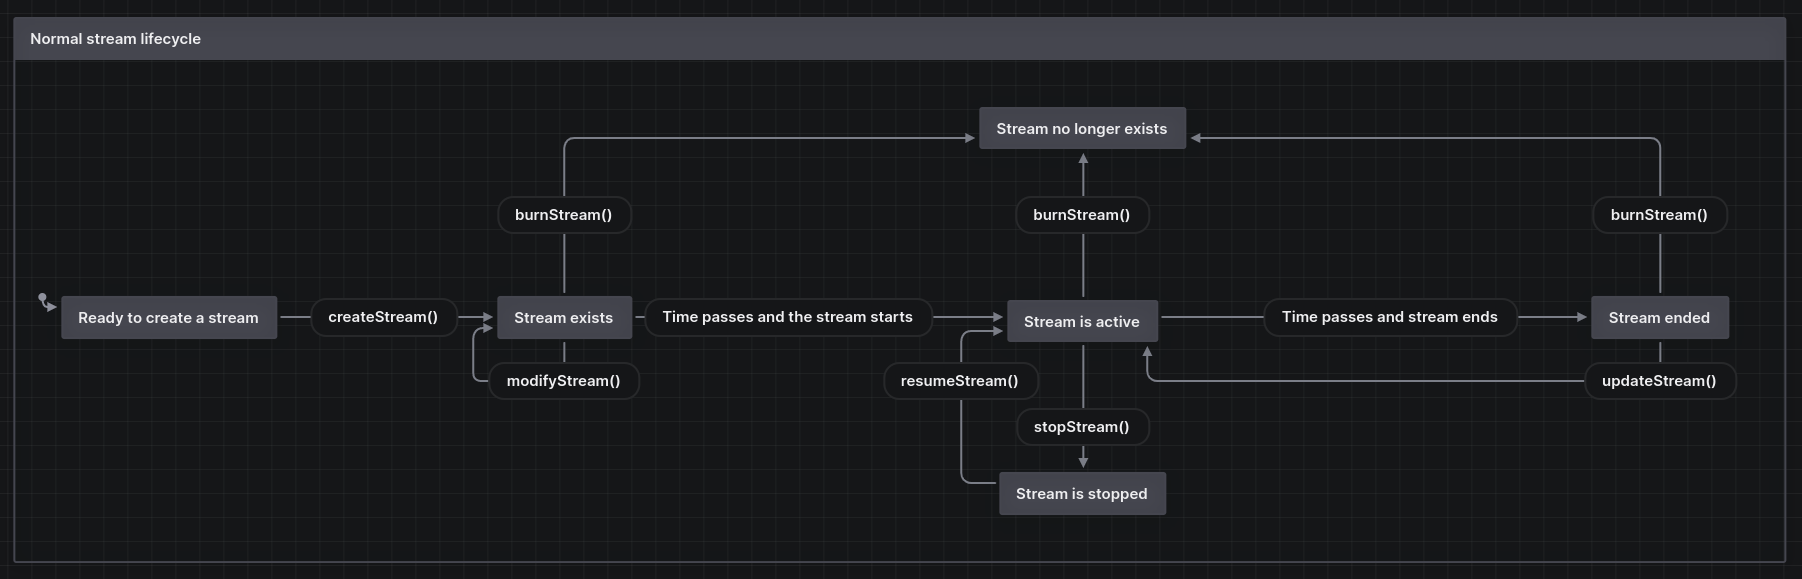 Normal stream lifecycle
Stream no longer exists
burnStream()
burnStream()
burnStream()
Ready to create a stream
createStream()
Stream exists
Time passes and the stream starts
Stream is active
Time passes and stream ends
Stream ended
modifyStream()
resumeStream()
updateStream()
stopStream()
Stream is stopped